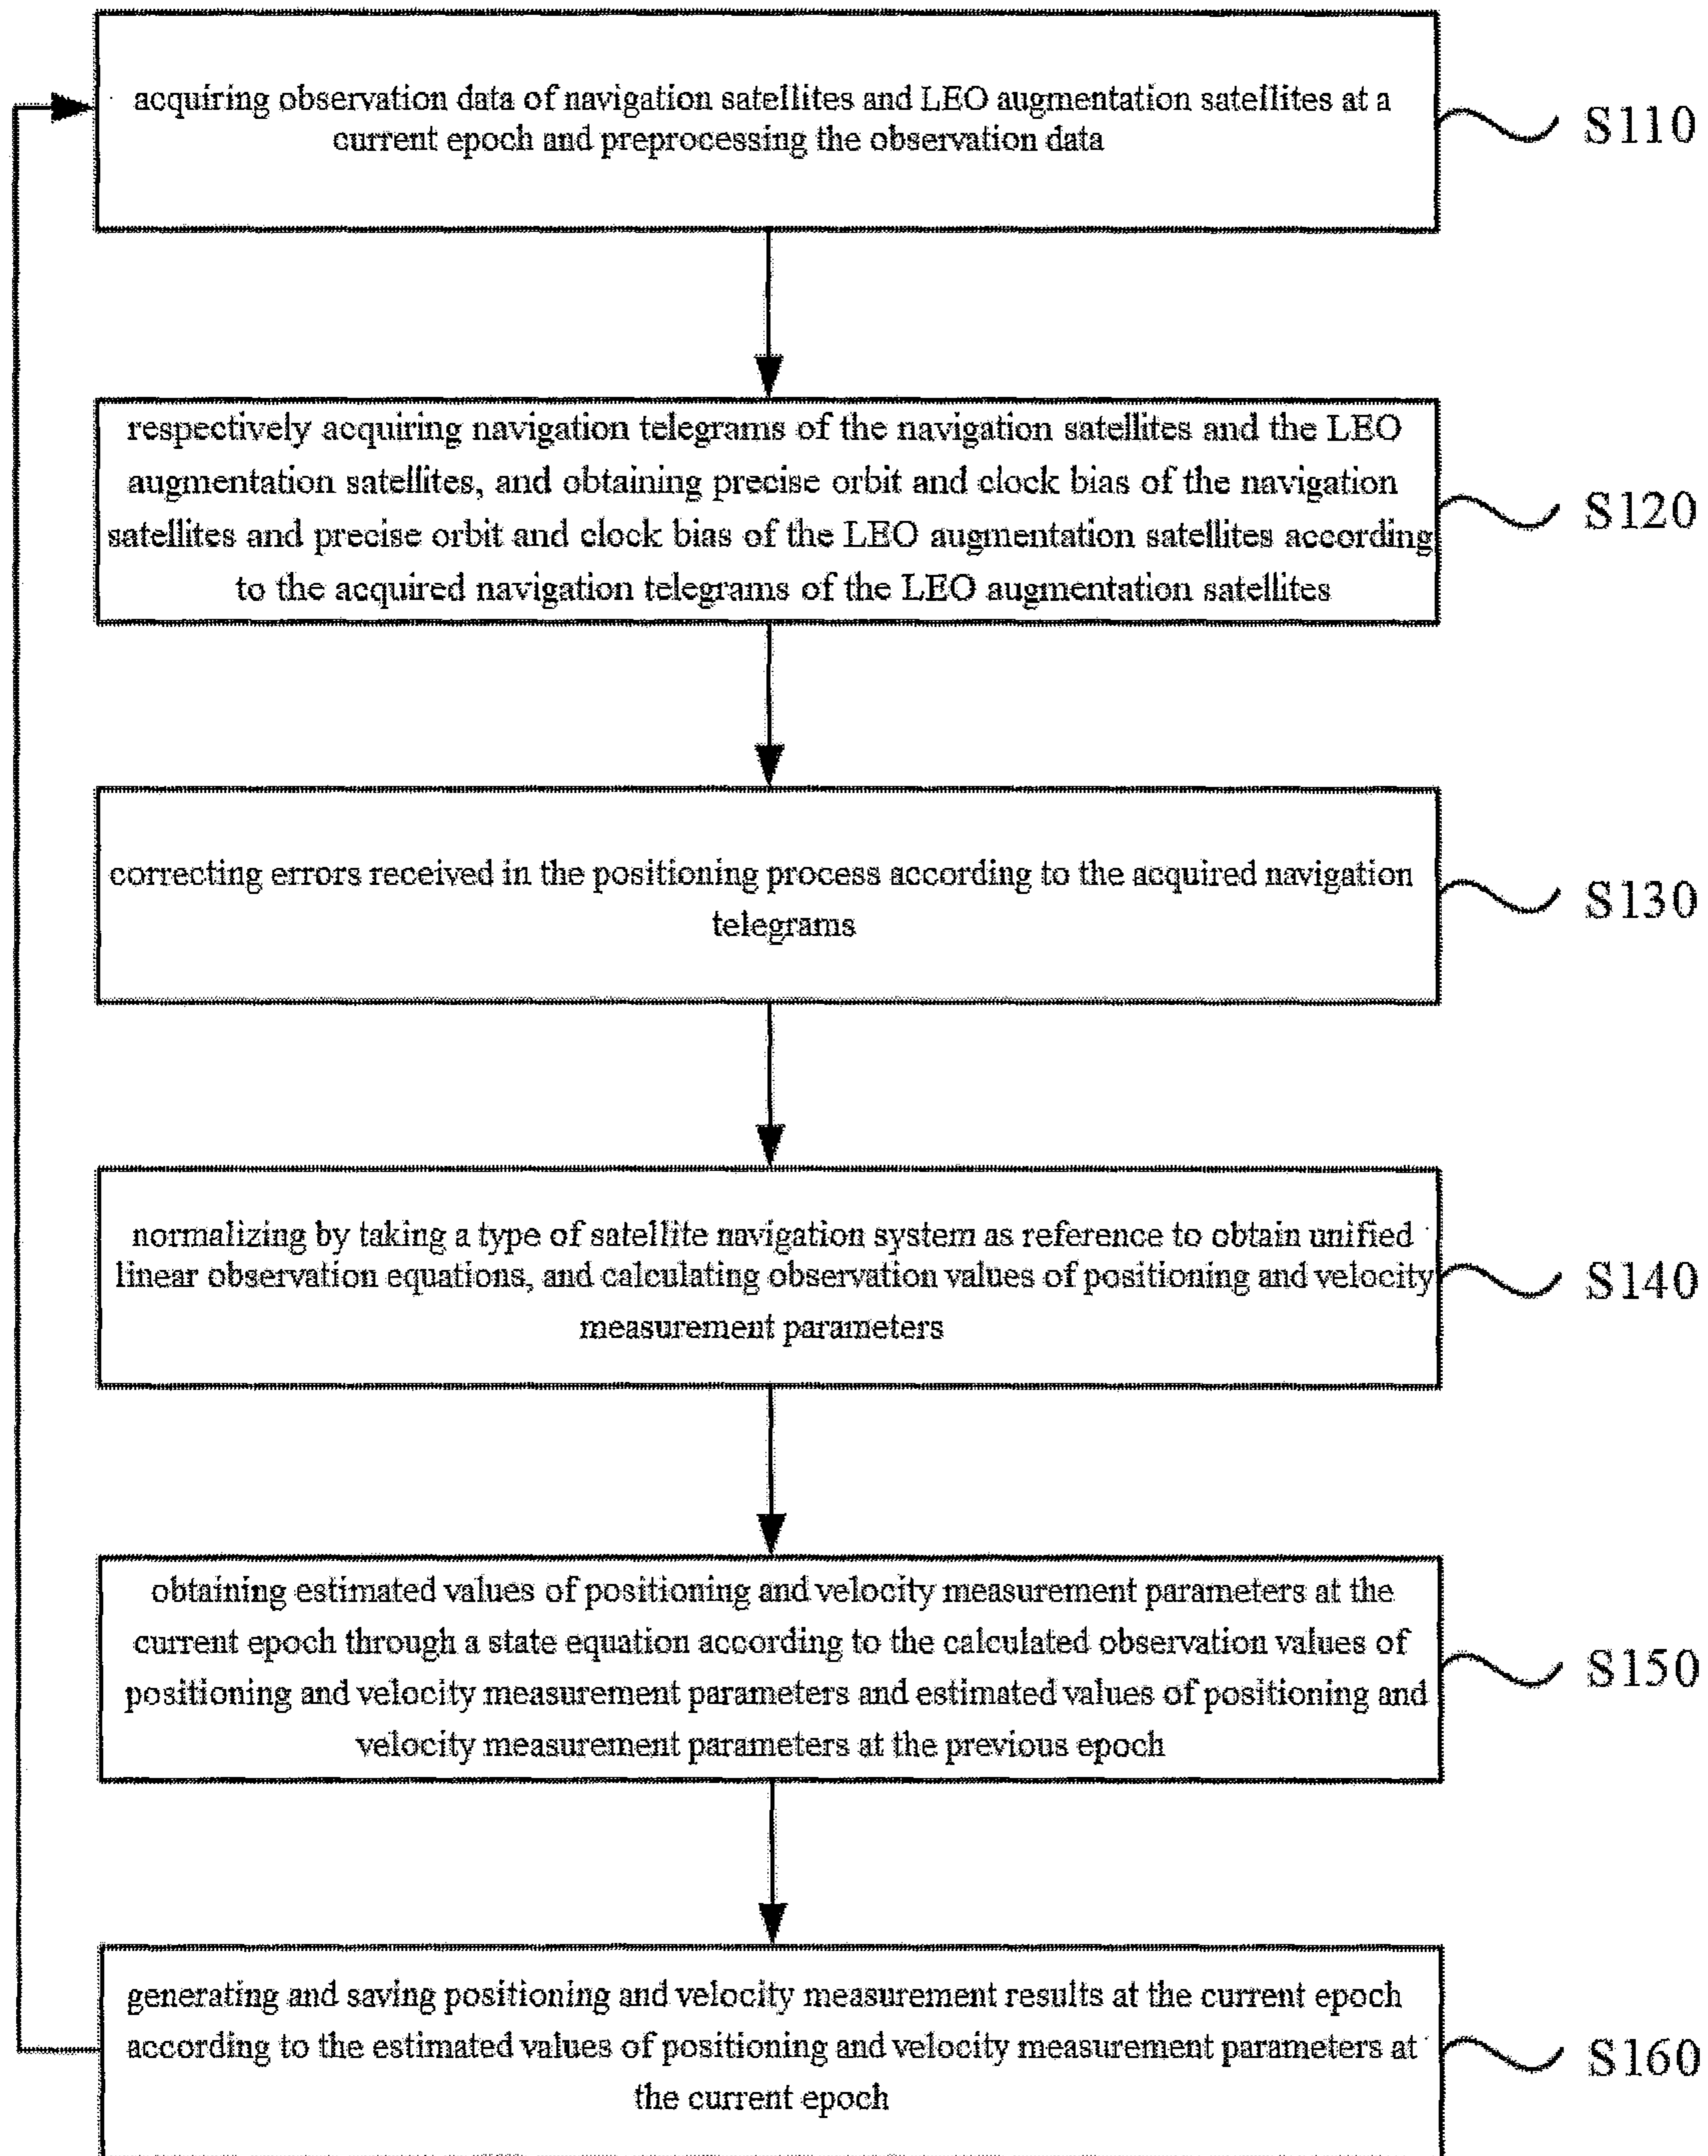 acquiring observation data of navigation satellites and LEO augmentation satellites at a
current epoch and preprocessing the observation data
S110
respectively acquiring navigation telegrams of the navigation satellites and the LEO
augmentation satellites, and obtaining precise orbit and clock bias of the navigation
satellites and precise orbit and clock bias of the LEO augmentation satellites according
to the acquired navigation telegrams of the LEO augmentation satellites
S120
correcting errors received in the positioning process according to the acquired navigation
telegrams
S130
normalizing by taking a type of satellite navigation system as reference to obtain unified
linear observation equations, and calculating observation values of positioning and velocity
measurement parameters
S140
obtaining estimated values of positioning and velocity measurement parameters at the
current epoch through a state equation according to the calculated observation values of
positioning and velocity measurement parameters and estimated values of positioning and
velocity measurement parameters at the previous epoch
S150
generating and saving positioning and velocity measurement results at the current epoch
according to the estimated values of positioning and velocity measurement parameters at
the current epoch
S160